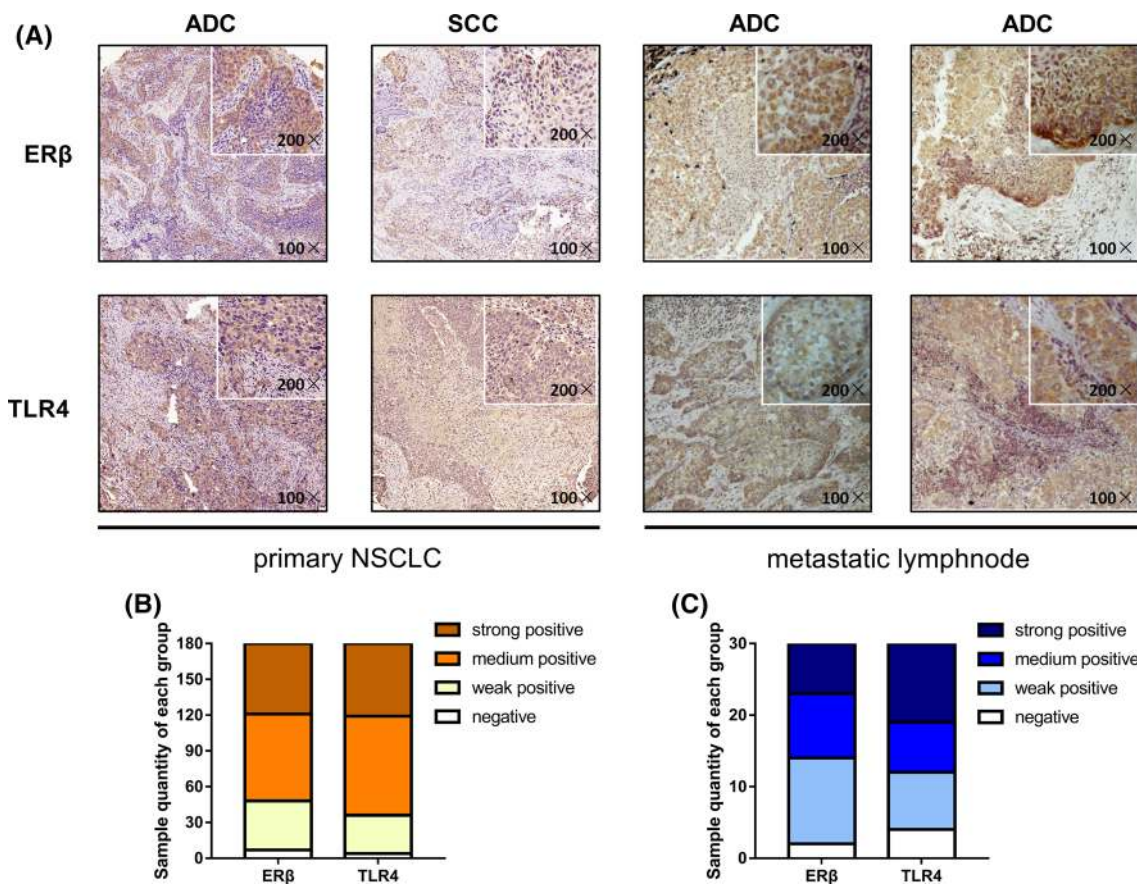 (A)
ADC SCC ADC ADC
ERβ
200× 200× 200× 200×
100× 100× 100× 100×
TLR4
200× 200× 200× 200×
100× 100× 100× 100×
primary NSCLC metastatic lymphnode
(B)
Sample quantity of each group
180
150
120
90
60
30
0
ERβ TLR4
strong positive
medium positive
weak positive
negative
(C)
Sample quantity of each group
30
20
10
0
ERβ TLR4
strong positive
medium positive
weak positive
negative